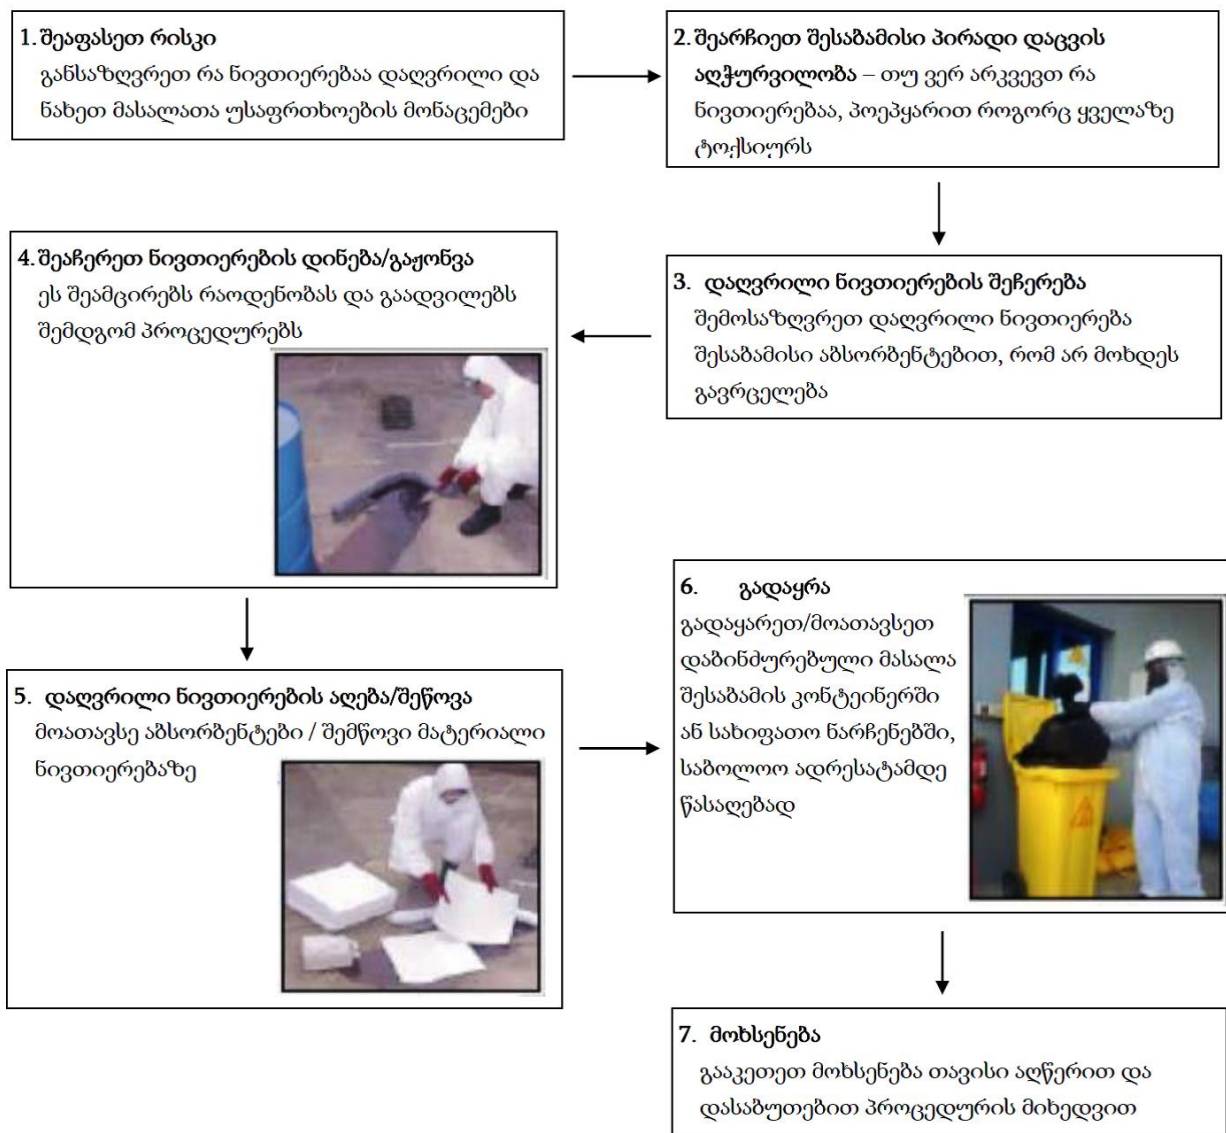 1. შეაფასეთ რისკი
განსაზღვრეთ რა ნივთიერებაა დაღვრილი და
ნახეთ მასალათა უსაფრთხოების მონაცემები
2. შეარჩიეთ შესაბამისი პირადი დაცვის
აღჭურვილობა – თუ ვერ არკვევთ რა
ნივთიერებაა, მოეპყარით როგორც ყველაზე
ტოქსიურს
3. დაღვრილი ნივთიერების შეჩერება
შემოსაზღვრეთ დაღვრილი ნივთიერება
შესაბამისი აბსორბენტებით, რომ არ მოხდეს
გავრცელება
4. შეაჩერეთ ნივთიერების დინება/გაჟონვა
ეს შეამცირებს რაოდენობას და გაადვილებს
შემდგომ პროცედურებს
5. დაღვრილი ნივთიერების აღება/შეწოვა
მოათავსე აბსორბენტები / შემწოვი მატერიალი
ნივთიერებაზე
6. გადაყრა
გადაყარეთ/მოათავსეთ
დაბინძურებული მასალა
შესაბამის კონტეინერში
ან სახიფათო ნარჩენებში,
საბოლოო ადრესატამდე
წასაღებად
7. მოხსენება
გააკეთეთ მოხსენება თავისი აღწერით და
დასაბუთებით პროცედურის მიხედვით